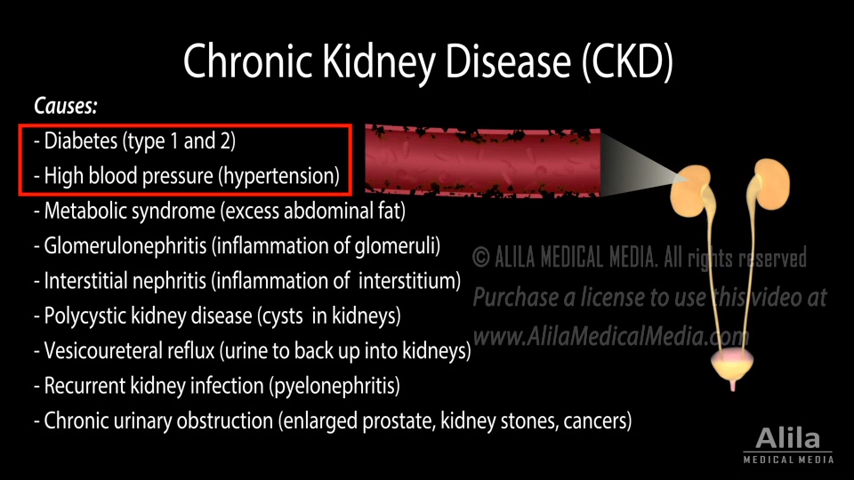 Chronic Kidney Disease (CKD)
Causes:
- Diabetes (type 1 and 2)
- High blood pressure (hypertension)
- Metabolic syndrome (excess abdominal fat)
- Glomerulonephritis (inflammation of glomeruli)
- Interstitial nephritis (inflammation of interstitium)
- Polycystic kidney disease (cysts in kidneys)
- Vesicoureteral reflux (urine to back up into kidneys)
- Recurrent kidney infection (pyelonephritis)
- Chronic urinary obstruction (enlarged prostate, kidney stones, cancers)
© ALILA MEDICAL MEDIA. All rights reserved
Purchase a license to use this video at
www.AlilaMedicalMedia.com
Alila
MEDICAL MEDIA